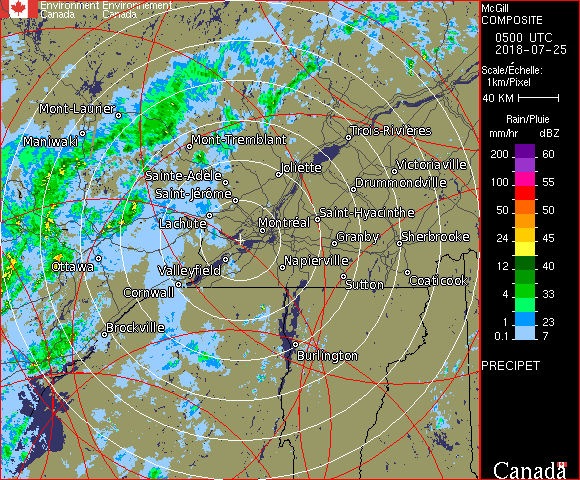 Environment Environnement
Canada Canada
Mont-Laurier
Maniwaki
Mont-Tremblant
Trois-Rivières
Sainte-Adèle
Joliette
Victoriaville
Saint-Jérôme
Drummondville
Lachute
Montréal
Saint-Hyacinthe
Granby
Sherbrooke
Ottawa
Valleyfield
Napierville
Cornwall
Sutton
Coaticook
Brockville
Burlington
McGill
COMPOSITE
0500 UTC
2018-07-25
Scale/Échelle:
1km/Pixel
40 KM
Rain/Pluie
mm/hr dBZ
200 60
100 55
50 50
24 45
12 40
4 33
1 23
0.1 7
PRECIPET
Canada